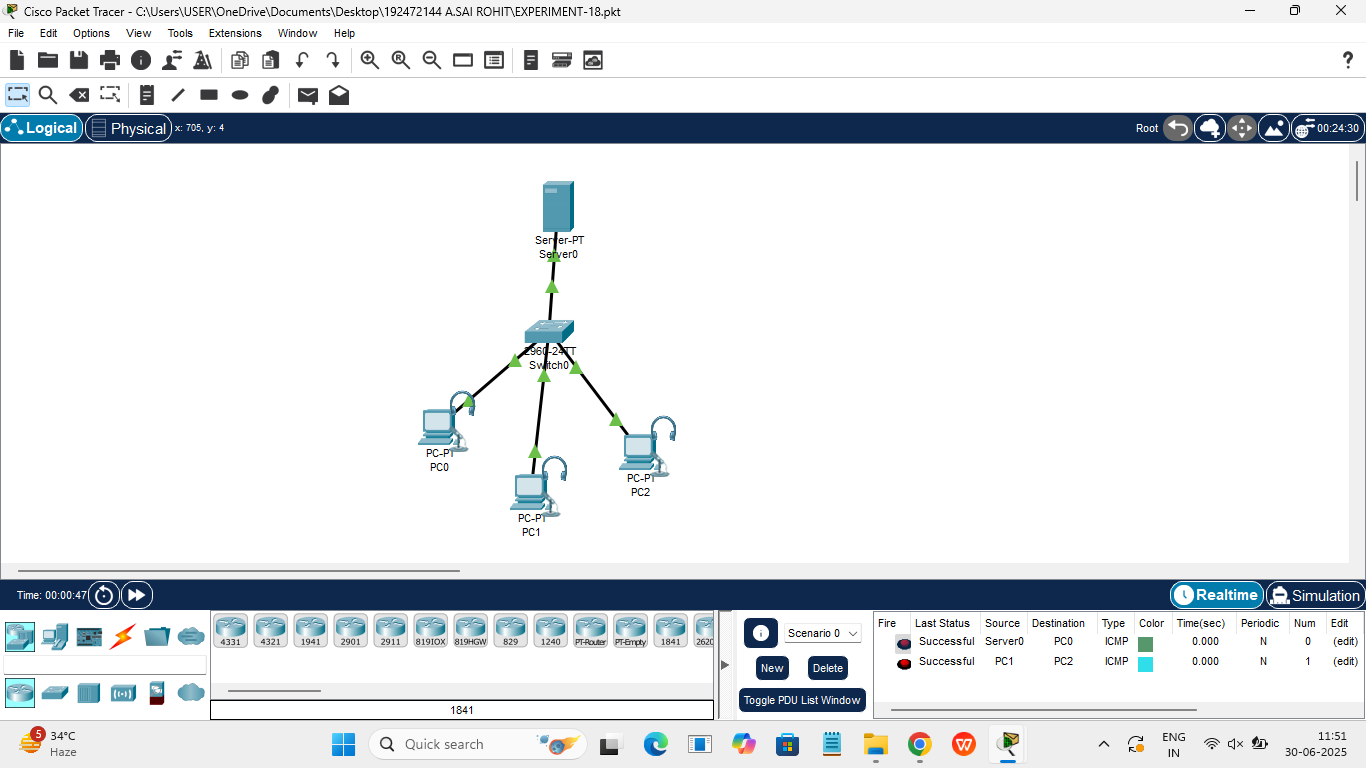 Cisco Packet Tracer - C:\Users\USER\OneDrive\Documents\Desktop\192472144 A.SAI ROHIT\EXPERIMENT-18.pkt
File Edit Options View Tools Extensions Window Help
Logical Physical x: 705, y: 4 Root 00:24:30
Server-PT
Server0
2960-24TT
Switch0
PC-PT
PC0
PC-PT
PC2
PC-PT
PC1
Time: 00:00:47 Realtime Simulation
4331 4321 1941 2901 2911 819IOX 819HGW 829 1240 PT-Router PT-Empty 1841 2620
1841
Scenario 0
New Delete
Toggle PDU List Window
Fire Last Status Source Destination Type Color Time(sec) Periodic Num Edit
Successful Server0 PC0 ICMP 0.000 N 0 (edit)
Successful PC1 PC2 ICMP 0.000 N 1 (edit)
5 34°C
Haze
Quick search
ENG
IN
11:51
30-06-2025